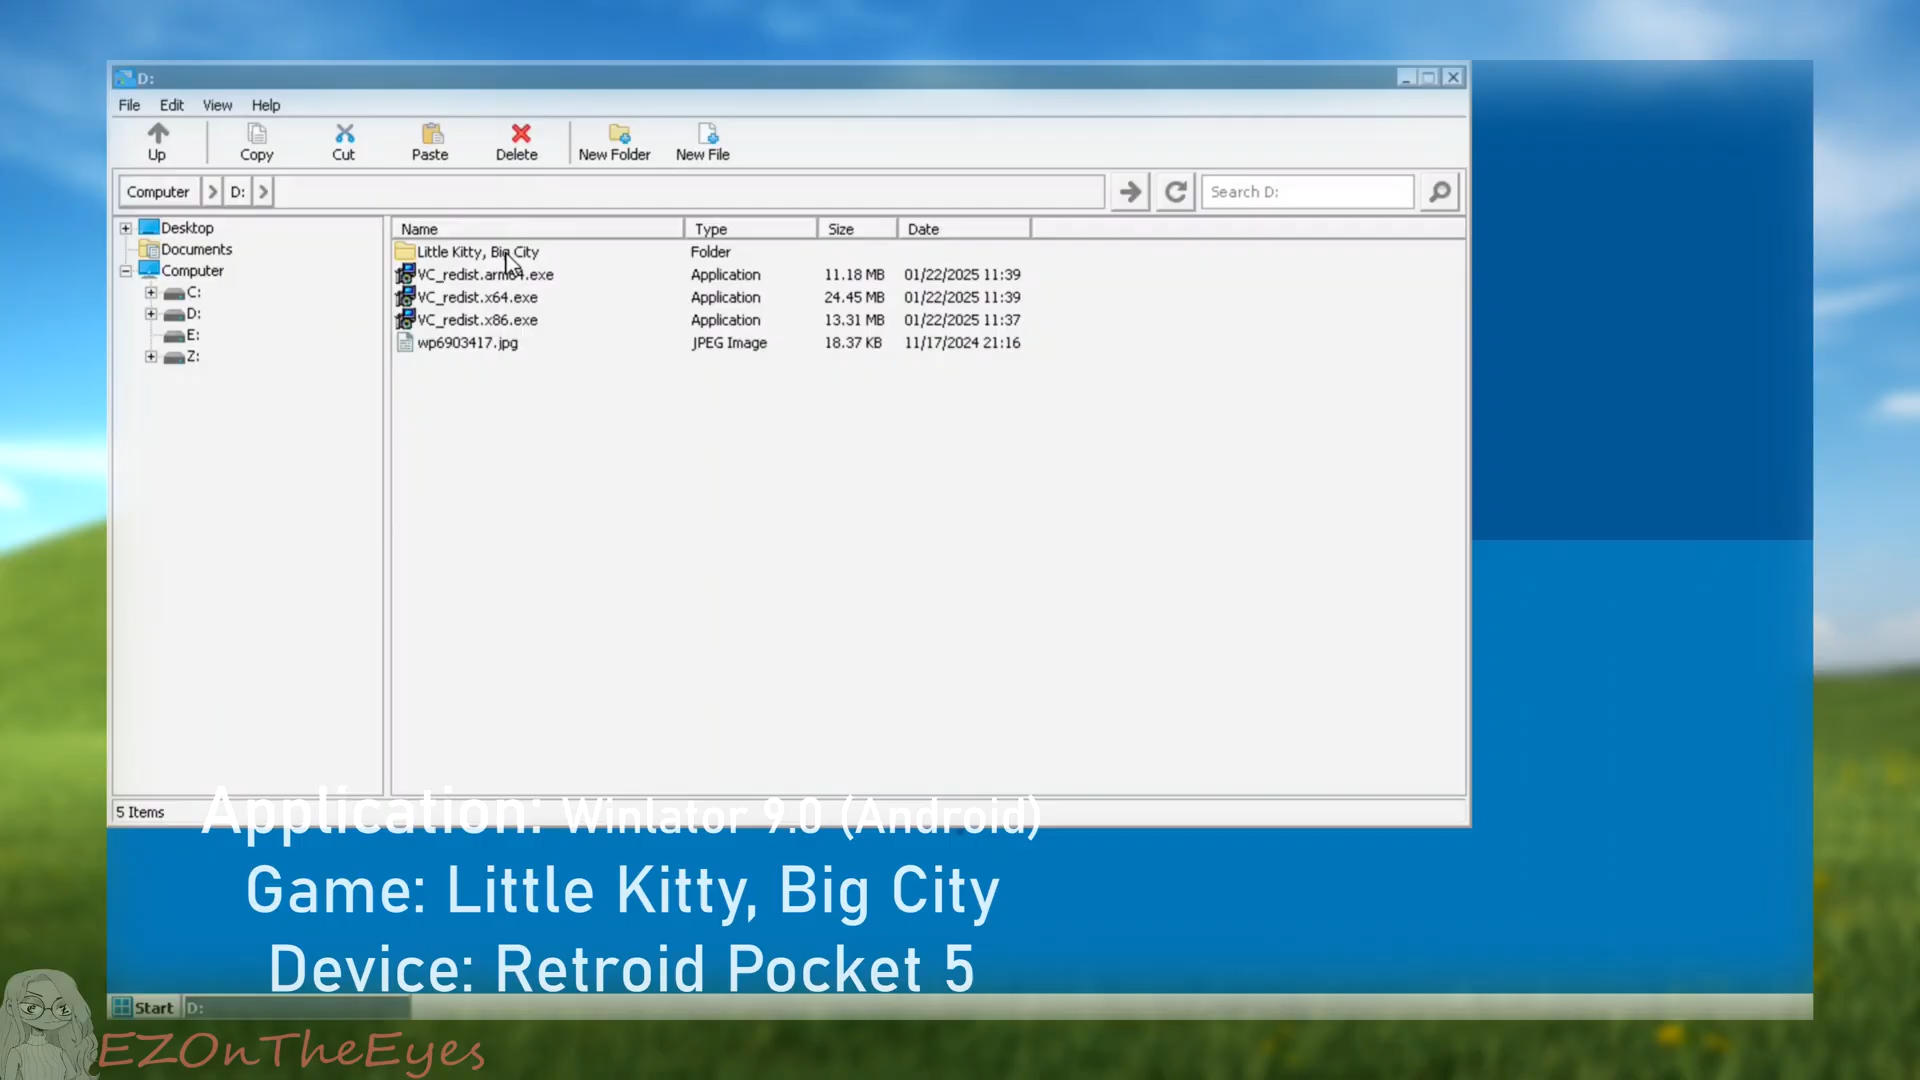 D:
File Edit View Help
Up Copy Cut Paste Delete New Folder New File
Computer D: Search D:
Desktop
Documents
Computer
C:
D:
E:
Z:
Name Type Size Date
Little Kitty, Big City Folder
VC_redist.arm64.exe Application 11.18 MB 01/22/2025 11:39
VC_redist.x64.exe Application 24.45 MB 01/22/2025 11:39
VC_redist.x86.exe Application 13.31 MB 01/22/2025 11:37
wp6903417.jpg JPEG Image 18.37 KB 11/17/2024 21:16
5 Items
Application: Winlator 9.0 (Android)
Game: Little Kitty, Big City
Device: Retroid Pocket 5
Start D:
EZOnTheEyes